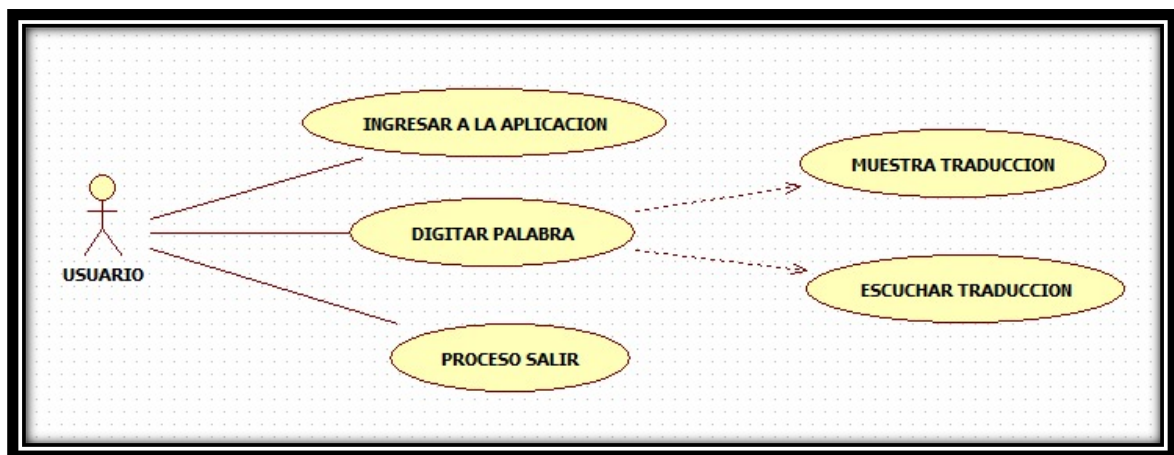 INGRESAR A LA APLICACION
MUESTRA TRADUCCION
DIGITAR PALABRA
USUARIO
ESCUCHAR TRADUCCION
PROCESO SALIR